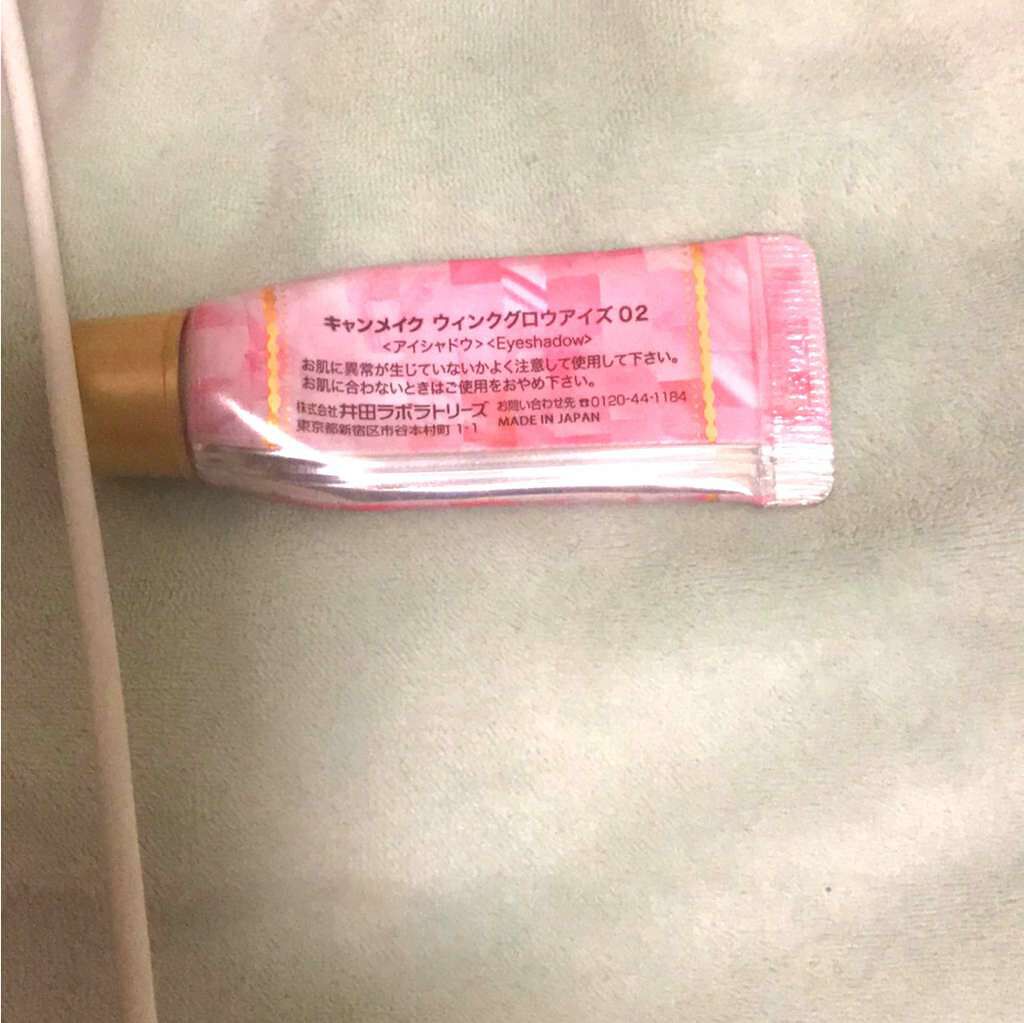 キャンメイク ウィンクグロウアイズ 02
<アイシャドウ> <Eyeshadow>
お肌に異常が生じていないかよく注意して使用して下さい。
お肌に合わないときはご使用をおやめ下さい。
株式会社 井田ラボラトリーズ お問い合わせ先 ☎0120-44-1184
東京都新宿区市谷本村町 1-1 MADE IN JAPAN